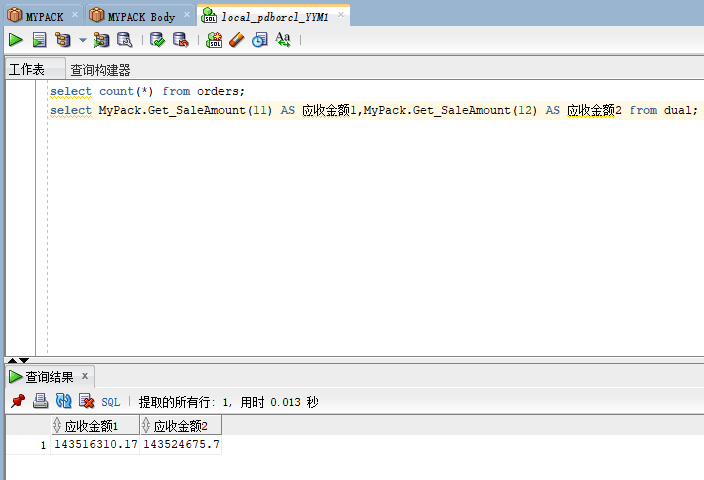 MYPACK MYPACK Body local_pdborcl_YYM1
工作表 查询构建器
select count(*) from orders;
select MyPack.Get_SaleAmount(11) AS 应收金额1,MyPack.Get_SaleAmount(12) AS 应收金额2 from dual;
查询结果 x
SQL 提取的所有行: 1, 用时 0.013 秒
应收金额1 应收金额2
1 143516310.17 143524675.7